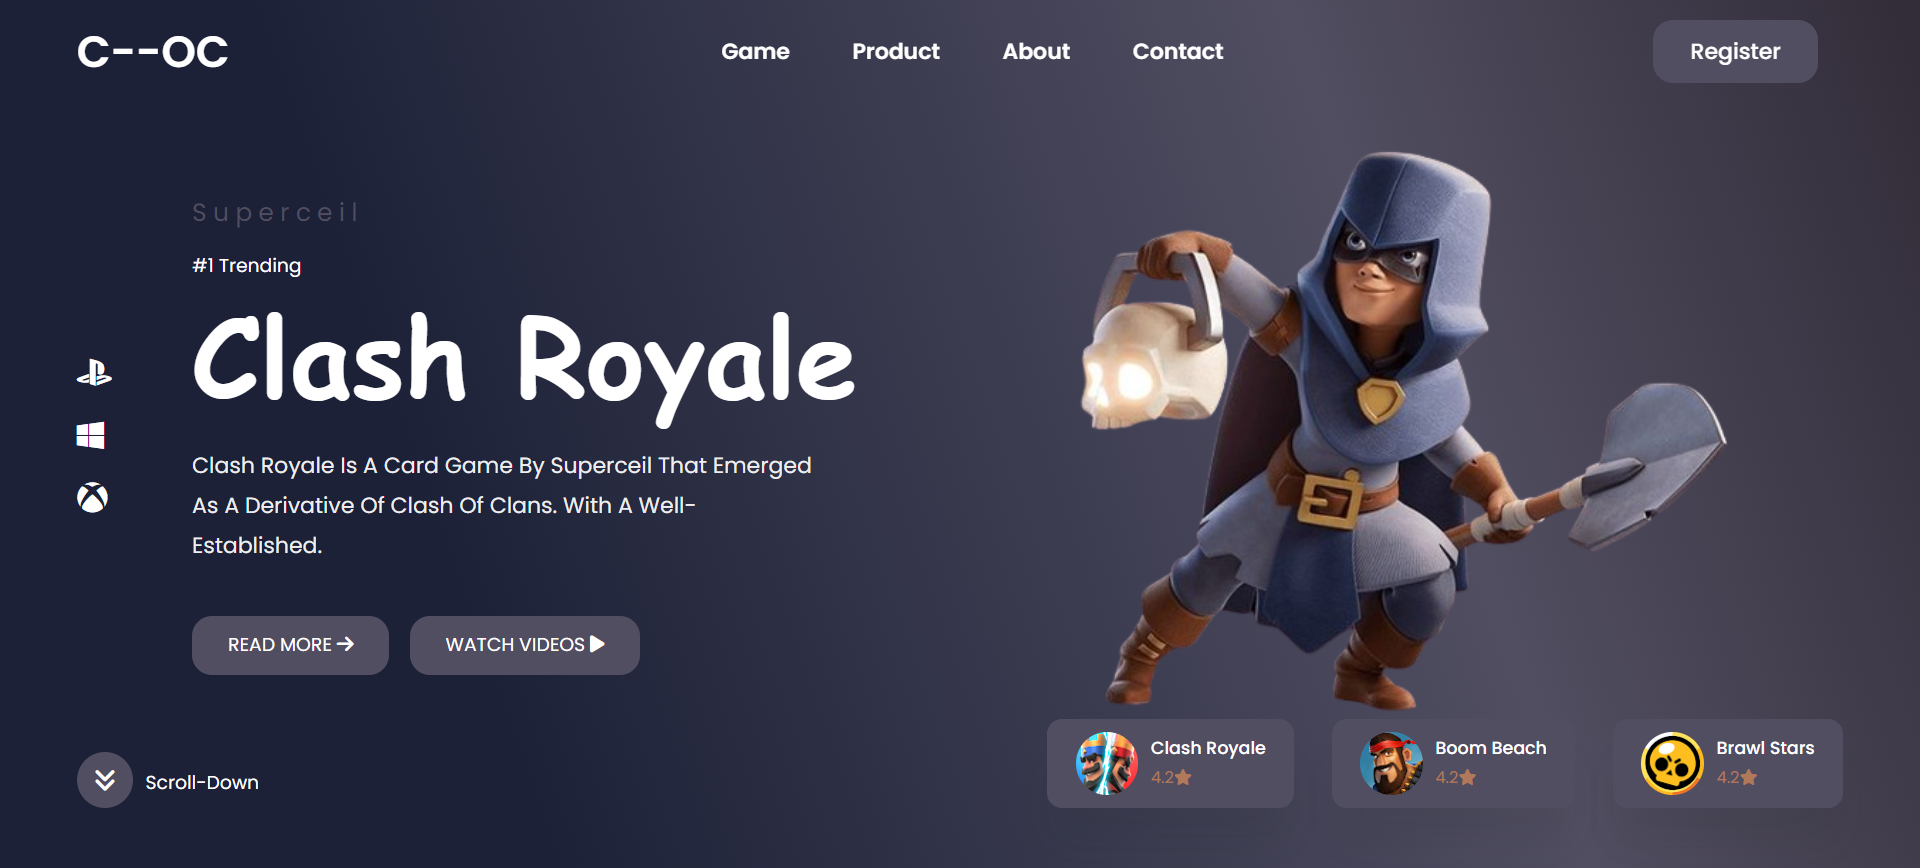 C--OC
Game Product About Contact
Register
Superceil
#1 Trending
Clash Royale
Clash Royale Is A Card Game By Superceil That Emerged
As A Derivative Of Clash Of Clans. With A Well-
Established.
READ MORE
WATCH VIDEOS
Scroll-Down
Clash Royale
4.2
Boom Beach
4.2
Brawl Stars
4.2